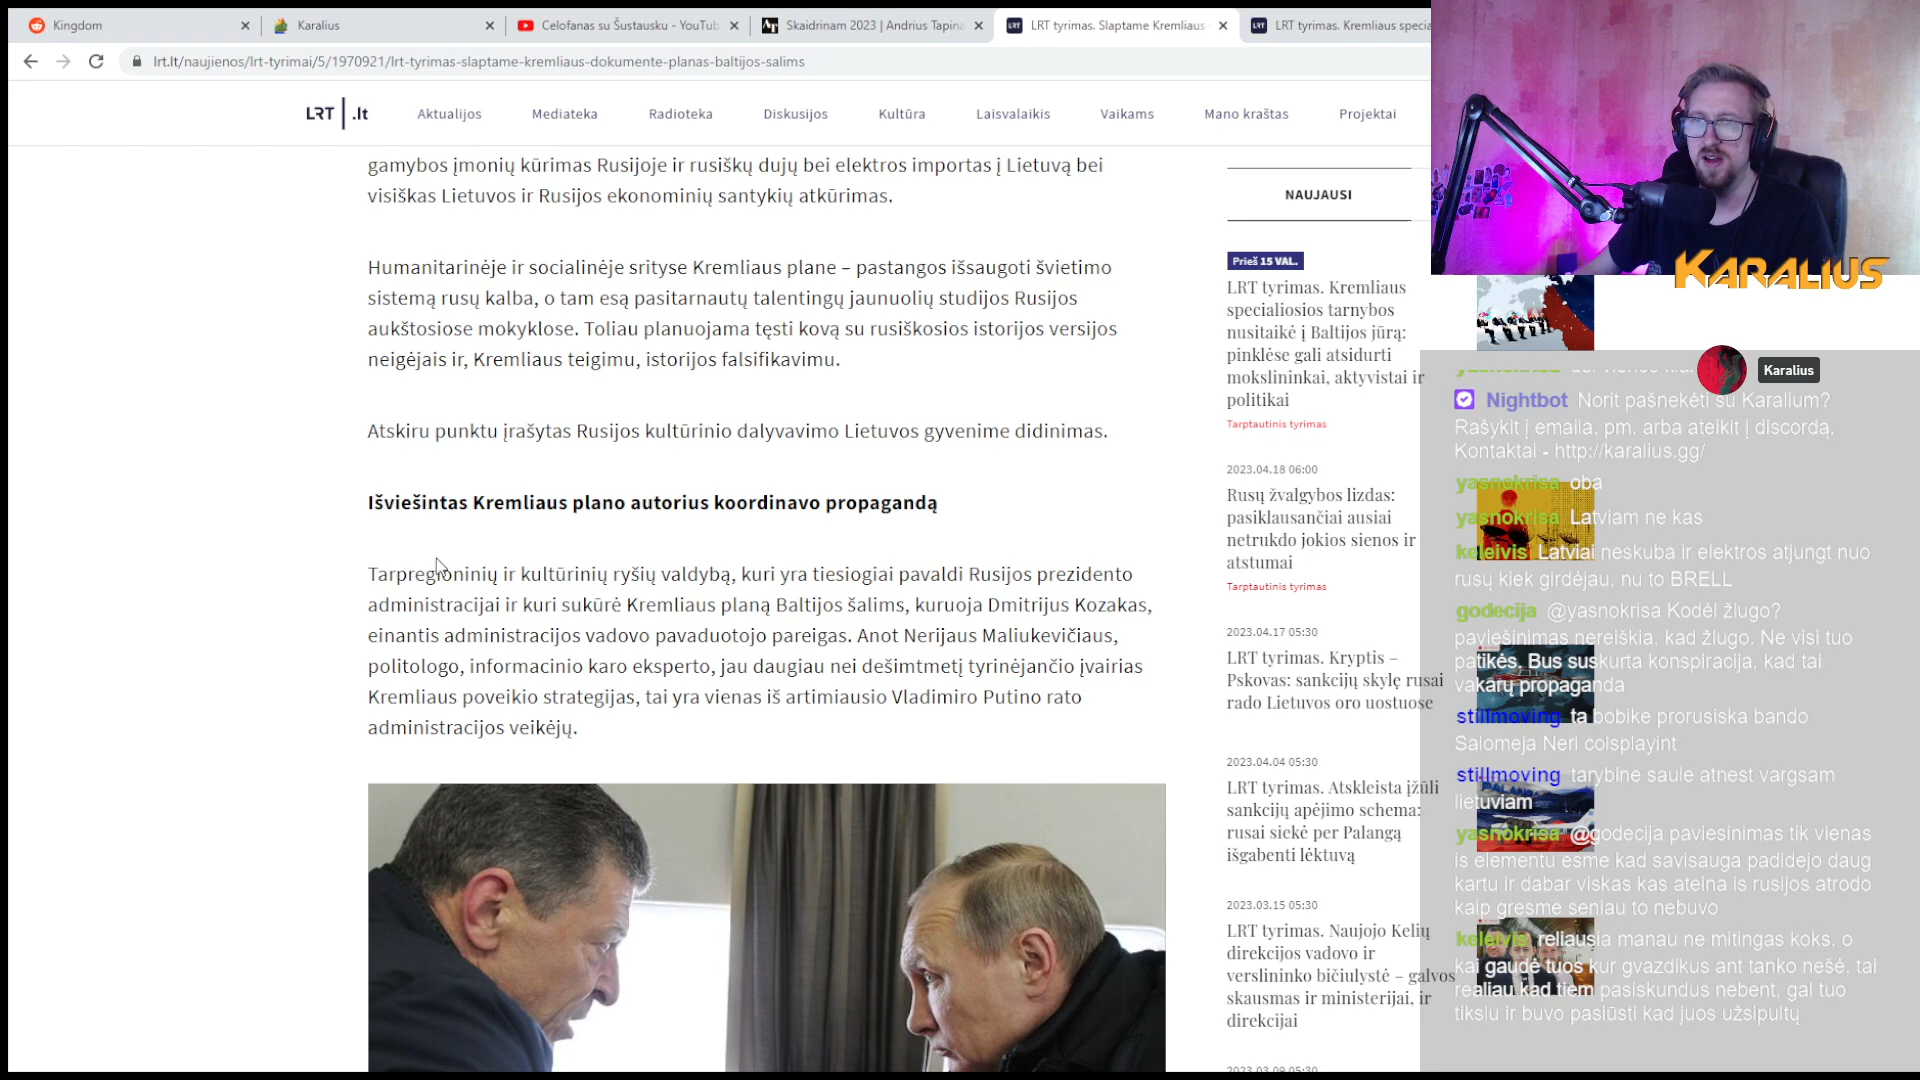 Kingdom
Karalius
Celofanas su Šustausku - YouTub
Skaidrinam 2023 | Andrius Tapina
LRT tyrimas. Slaptame Kremliaus
LRT tyrimas. Kremliaus specia
lrt.lt/naujienos/lrt-tyrimai/5/1970921/lrt-tyrimas-slaptame-kremliaus-dokumente-planas-baltijos-salims
LRT .lt
Aktualijos
Mediateka
Radioteka
Diskusijos
Kultūra
Laisvalaikis
Vaikams
Mano kraštas
Projektai
gamybos įmonių kūrimas Rusijoje ir rusiškų dujų bei elektros importas į Lietuvą bei
visiškas Lietuvos ir Rusijos ekonominių santykių atkūrimas.
Humanitarinėje ir socialinėje srityse Kremliaus plane – pastangos išsaugoti švietimo
sistemą rusų kalba, o tam esą pasitarnautų talentingų jaunuolių studijos Rusijos
aukštosiose mokyklose. Toliau planuojama tęsti kovą su rusiškosios istorijos versijos
neigėjais ir, Kremliaus teigimu, istorijos falsifikavimu.
Atskiru punktu įrašytas Rusijos kultūrinio dalyvavimo Lietuvos gyvenime didinimas.
Išviešintas Kremliaus plano autorius koordinavo propagandą
Tarpregioninių ir kultūrinių ryšių valdybą, kuri yra tiesiogiai pavaldi Rusijos prezidento
administracijai ir kuri sukūrė Kremliaus planą Baltijos šalims, kuruoja Dmitrijus Kozakas,
einantis administracijos vadovo pavaduotojo pareigas. Anot Nerijaus Maliukevičiaus,
politologo, informacinio karo eksperto, jau daugiau nei dešimtmetį tyrinėjančio įvairias
Kremliaus poveikio strategijas, tai yra vienas iš artimiausio Vladimiro Putino rato
administracijos veikėjų.
NAUJAUSI
Prieš 15 VAL.
LRT tyrimas. Kremliaus
specialiosios tarnybos
nusitaikė į Baltijos jūrą:
pinklėse gali atsidurti
mokslininkai, aktyvistai ir
politikai
Tarptautinis tyrimas
2023.04.18 06:00
Rusų žvalgybos lizdas:
pasiklausančiai ausiai
netrukdo jokios sienos ir
atstumai
Tarptautinis tyrimas
2023.04.17 05:30
LRT tyrimas. Kryptis –
Pskovas: sankcijų skylę rusai
rado Lietuvos oro uostuose
2023.04.04 05:30
LRT tyrimas. Atskleista įžūli
sankcijų apėjimo schema:
rusai siekė per Palangą
išgabenti lėktuvą
2023.03.15 05:30
LRT tyrimas. Naujojo Kelių
direkcijos vadovo ir
verslininko bičiulystė – galvos
skausmas ir ministerijai, ir
direkcijai
2023.03.09 05:30
KARALIUS
Karalius
Nightbot Norit pašnekėti su Karalium?
Rašykit į emailą, pm. arba ateikit į discordą.
Kontaktai - http://karalius.gg/
yasnokrisa oba
yasnokrisa Latviam ne kas
keleivis Latviai neskuba ir elektros atjungt nuo
rusų kiek girdėjau, nu to BRELL
godecija @yasnokrisa Kodėl žlugo?
paviešinimas nereiškia, kad žlugo. Ne visi tuo
patikės. Bus suskurta konspiracija, kad tai
vakarų propaganda
stillmoving ta bobike prorusiska bando
Salomeja Neri colsplayint
stillmoving tarybine saule atnest vargsam
lietuviam
yasnokrisa @godecija paviesinimas tik vienas
is elementu esme kad savisauga padidejo daug
kartu ir dabar viskas kas ateina is rusijos atrodo
kaip gresme seniau to nebuvo
keleivis reliausia manau ne mitingas koks, o
kai gaudė tuos kur gvazdikus ant tanko nešė, tai
realiau kad tiem pasiskundus nebent, gal tuo
tikslu ir buvo pasiūsti kad juos užsipultų